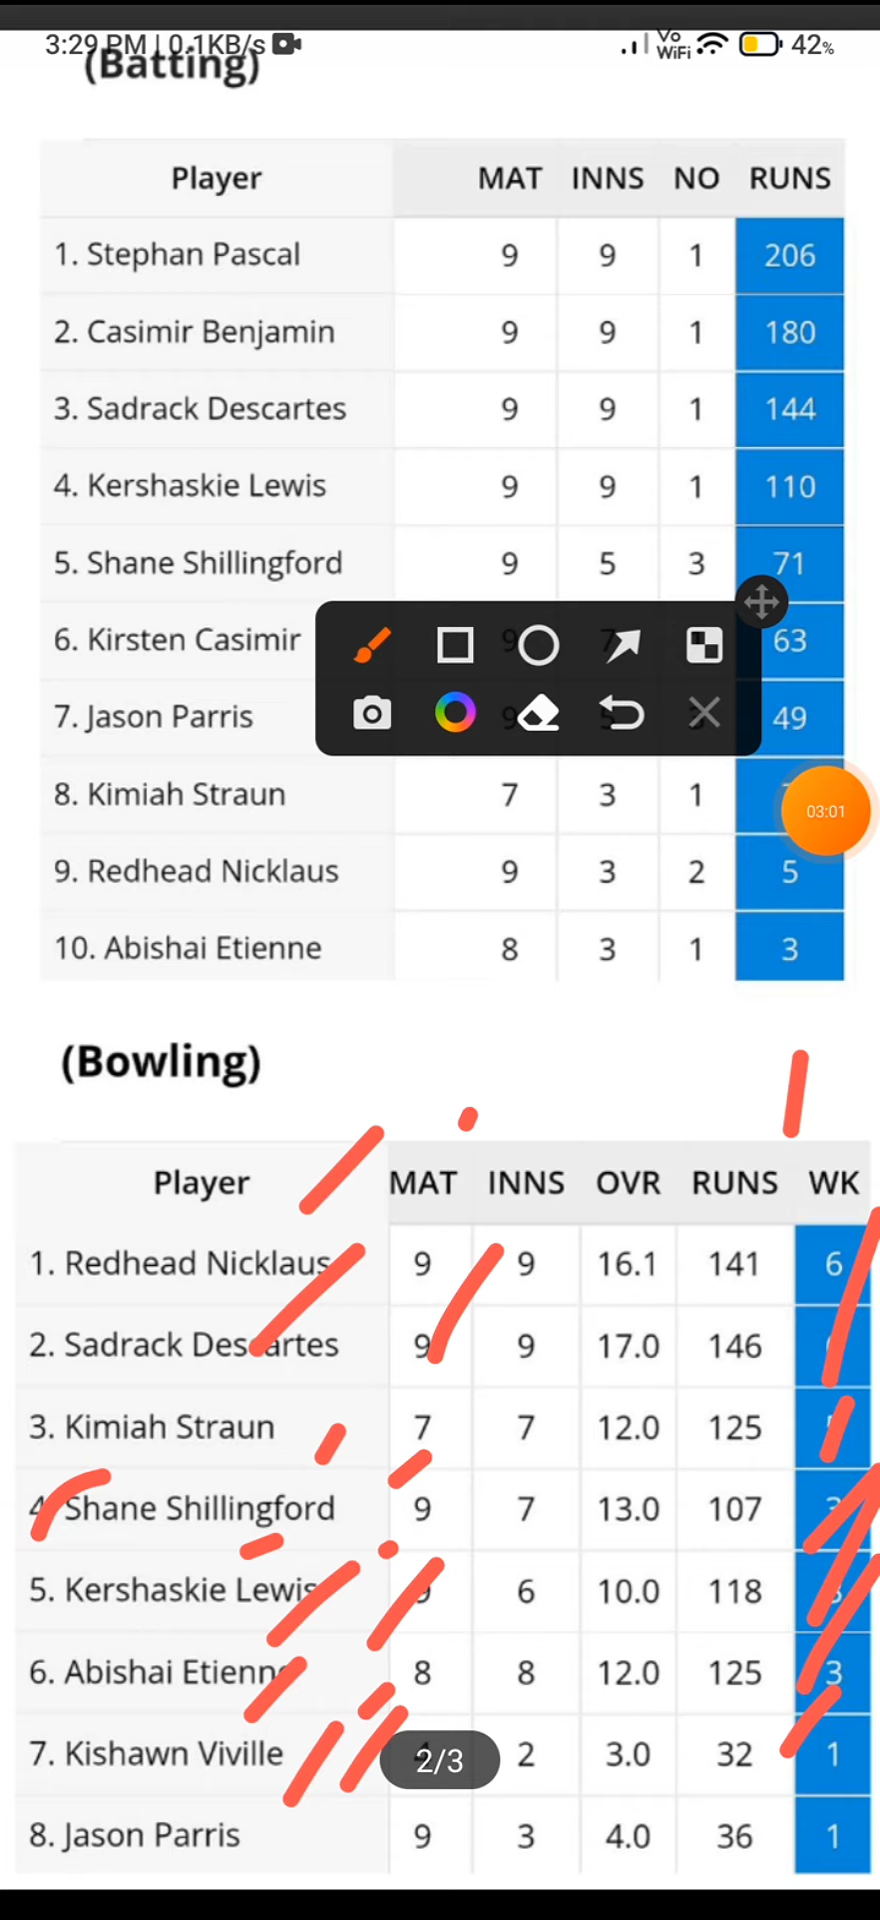 3:29 PM | 0.1KB/s Vo WiFi 42%
(Batting)
Player MAT INNS NO RUNS
1. Stephan Pascal 9 9 1 206
2. Casimir Benjamin 9 9 1 180
3. Sadrack Descartes 9 9 1 144
4. Kershaskie Lewis 9 9 1 110
5. Shane Shillingford 9 5 3 71
6. Kirsten Casimir 9 7 63
7. Jason Parris 9 5 49
8. Kimiah Straun 7 3 1
03:01
9. Redhead Nicklaus 9 3 2 5
10. Abishai Etienne 8 3 1 3
(Bowling)
Player MAT INNS OVR RUNS WK
1. Redhead Nicklaus 9 9 16.1 141 6
2. Sadrack Descartes 9 9 17.0 146
3. Kimiah Straun 7 7 12.0 125
4. Shane Shillingford 9 7 13.0 107
5. Kershaskie Lewis 9 6 10.0 118
6. Abishai Etienne 8 8 12.0 125 3
7. Kishawn Viville 2 3.0 32 1
2/3
8. Jason Parris 9 3 4.0 36 1